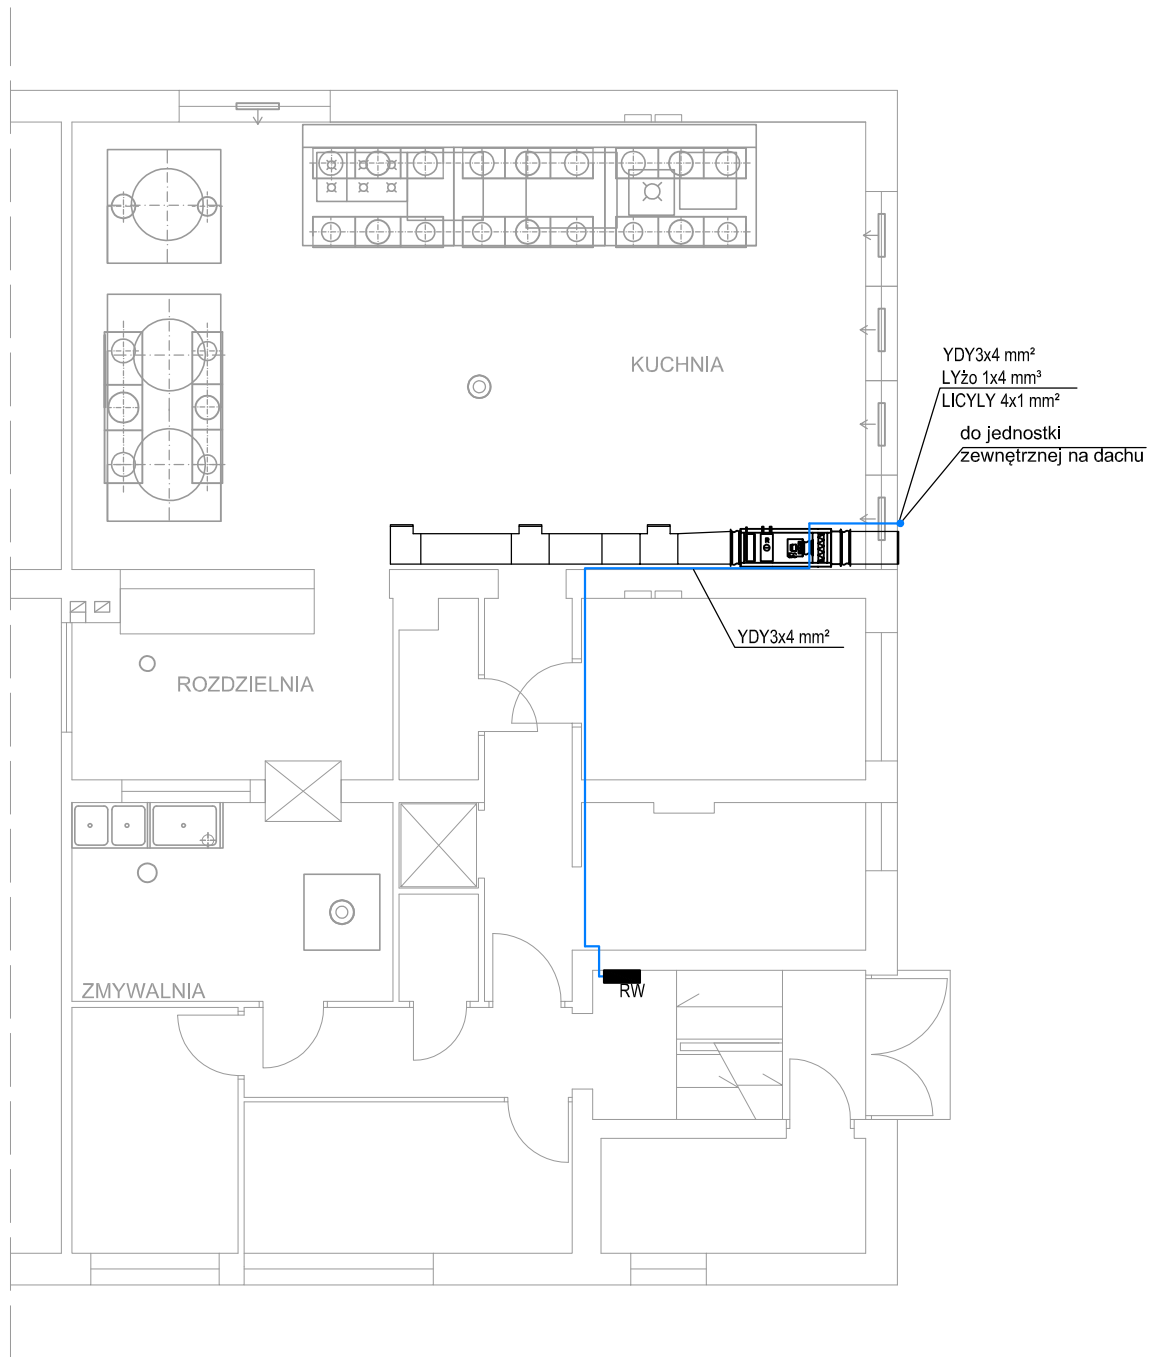 KUCHNIA
YDY3x4 mm²
LYżo 1x4 mm³
LICYLY 4x1 mm²
do jednostki
zewnętrznej na dachu
YDY3x4 mm²
ROZDZIELNIA
ZMYWALNIA
RW